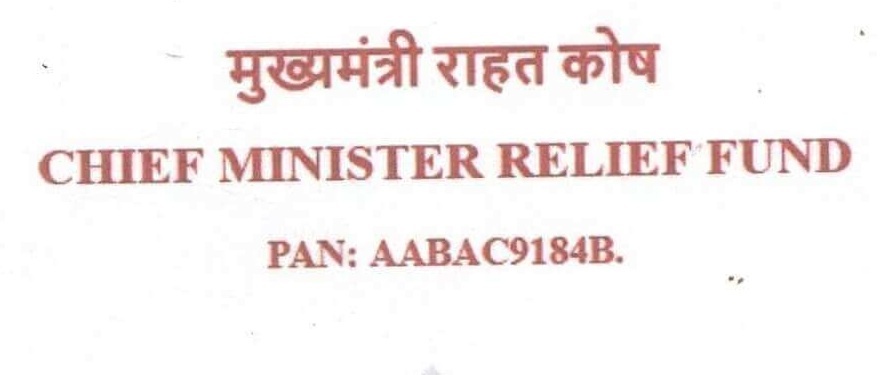 मुख्यमंत्री राहत कोष
CHIEF MINISTER RELIEF FUND
PAN: AABAC9184B.